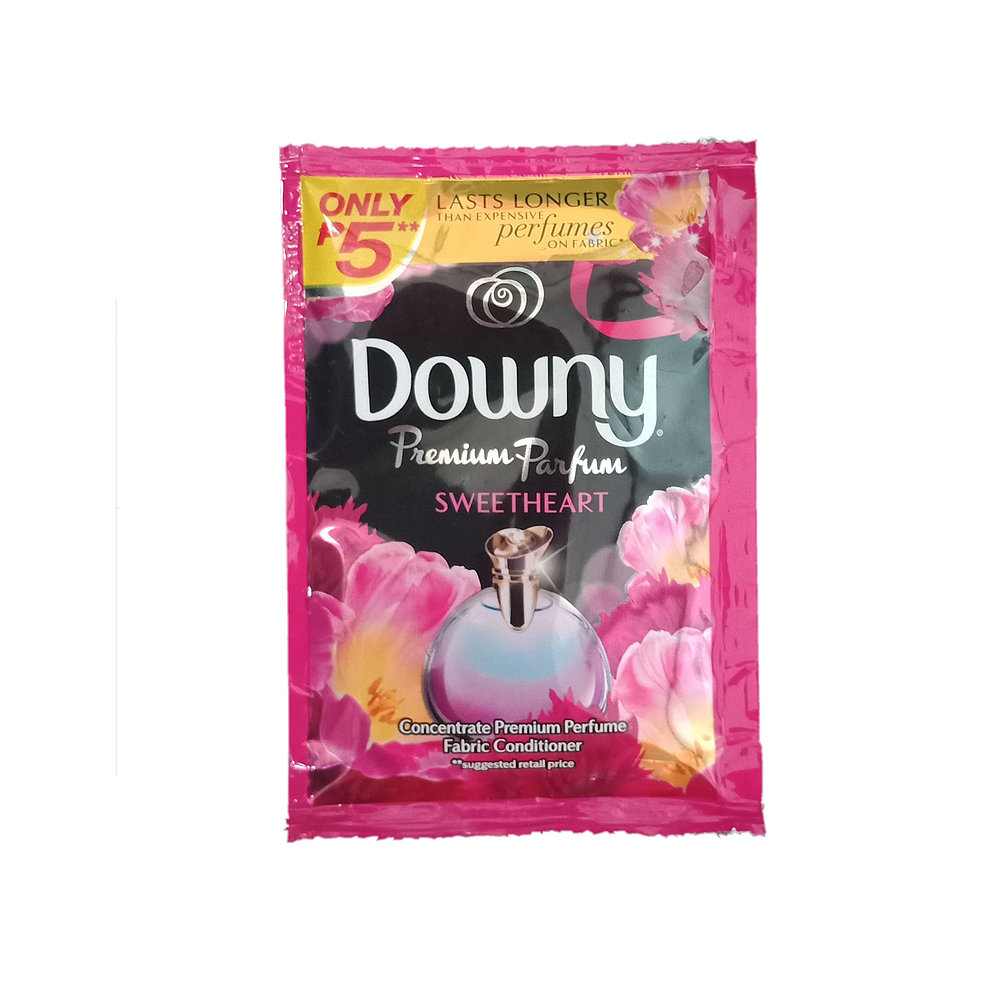 ONLY
₱5**
LASTS LONGER
THAN EXPENSIVE
perfumes
ON FABRIC*
Downy®
Premium Parfum
SWEETHEART
Concentrate Premium Perfume
Fabric Conditioner
**suggested retail price